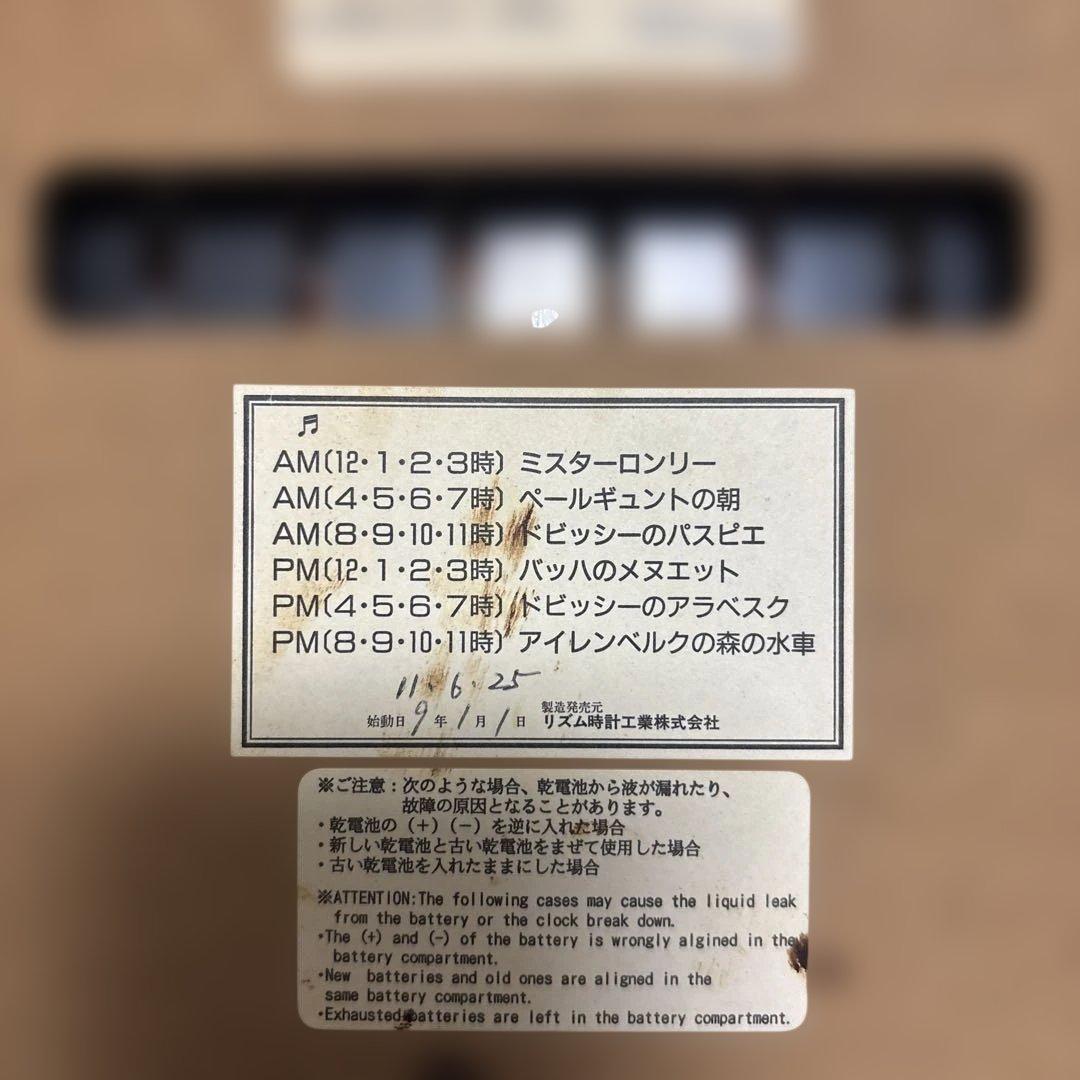 AM(12・1・2・3時) ミスターロンリー
AM(4・5・6・7時) ペールギュントの朝
AM(8・9・10・11時) ドビッシーのパスピエ
PM(12・1・2・3時) バッハのメヌエット
PM(4・5・6・7時) ドビッシーのアラベスク
PM(8・9・10・11時) アイレンベルクの森の水車
11・6・25
始動日 9年1月1日 製造発売元
リズム時計工業株式会社
※ご注意：次のような場合、乾電池から液が漏れたり、
故障の原因となることがあります。
・乾電池の（＋）（－）を逆に入れた場合
・新しい乾電池と古い乾電池をまぜて使用した場合
・古い乾電池を入れたままにした場合
※ATTENTION:The following cases may cause the liquid leak
from the battery or the clock break down.
・The (+) and (-) of the battery is wrongly algined in the
battery compartment.
・New batteries and old ones are aligned in the
same battery compartment.
・Exhausted batteries are left in the battery compartment.